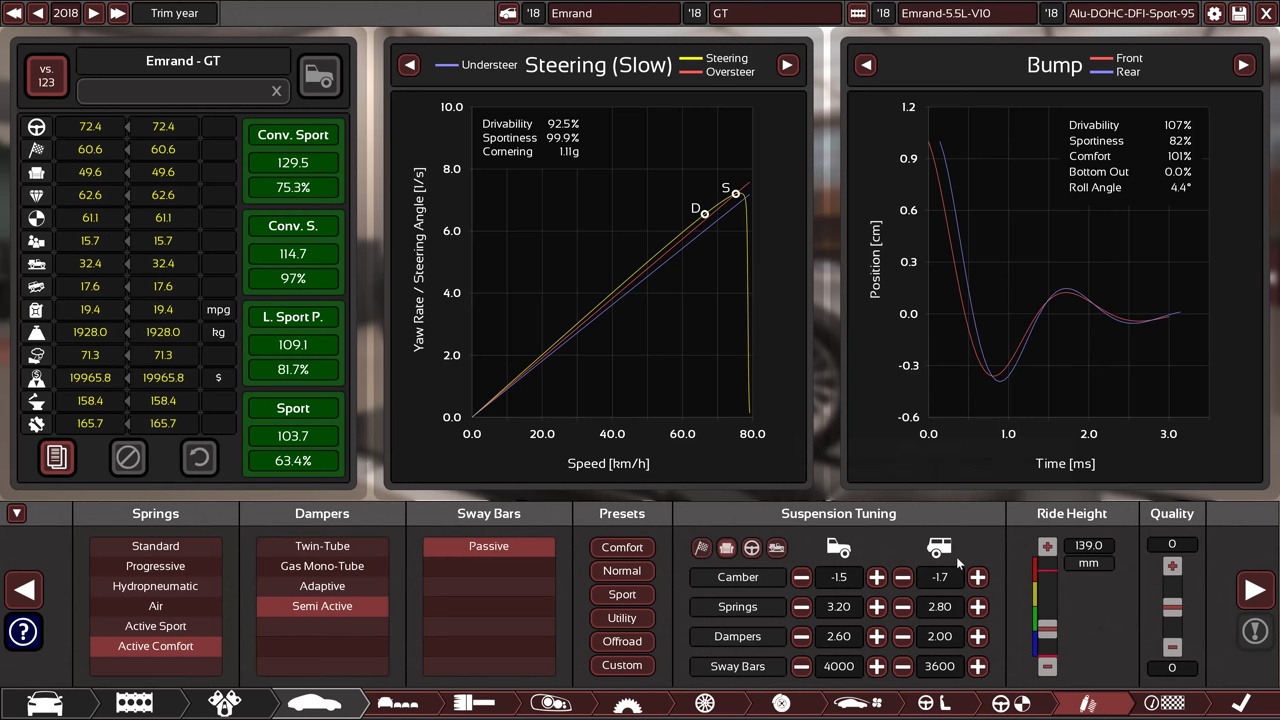 2018
Trim year
'18
Emrand
'18
GT
'18
Emrand-5.5L-V10
'18
Alu-DOHC-DFI-Sport-95
vs.
123
Emrand - GT
x
72.4 72.4
60.6 60.6
49.6 49.6
62.6 62.6
61.1 61.1
15.7 15.7
32.4 32.4
17.6 17.6
19.4 19.4 mpg
1928.0 1928.0 kg
71.3 71.3
19965.8 19965.8 $
158.4 158.4
165.7 165.7
Conv. Sport
129.5
75.3%
Conv. S.
114.7
97%
L. Sport P.
109.1
81.7%
Sport
103.7
63.4%
Understeer
Steering (Slow)
Steering
Oversteer
Drivability 92.5%
Sportiness 99.9%
Cornering 1.11g
Yaw Rate / Steering Angle [1/s]
10.0
8.0
6.0
4.0
2.0
0.0
S
D
0.0 20.0 40.0 60.0 80.0
Speed [km/h]
Bump
Front
Rear
Drivability 107%
Sportiness 82%
Comfort 101%
Bottom Out 0.0%
Roll Angle 4.4°
Position [cm]
1.2
0.9
0.6
0.3
0.0
-0.3
-0.6
0.0 1.0 2.0 3.0
Time [ms]
Springs
Standard
Progressive
Hydropneumatic
Air
Active Sport
Active Comfort
Dampers
Twin-Tube
Gas Mono-Tube
Adaptive
Semi Active
Sway Bars
Passive
Presets
Comfort
Normal
Sport
Utility
Offroad
Custom
Suspension Tuning
Camber -1.5 -1.7
Springs 3.20 2.80
Dampers 2.60 2.00
Sway Bars 4000 3600
Ride Height
139.0
mm
Quality
0
0
?